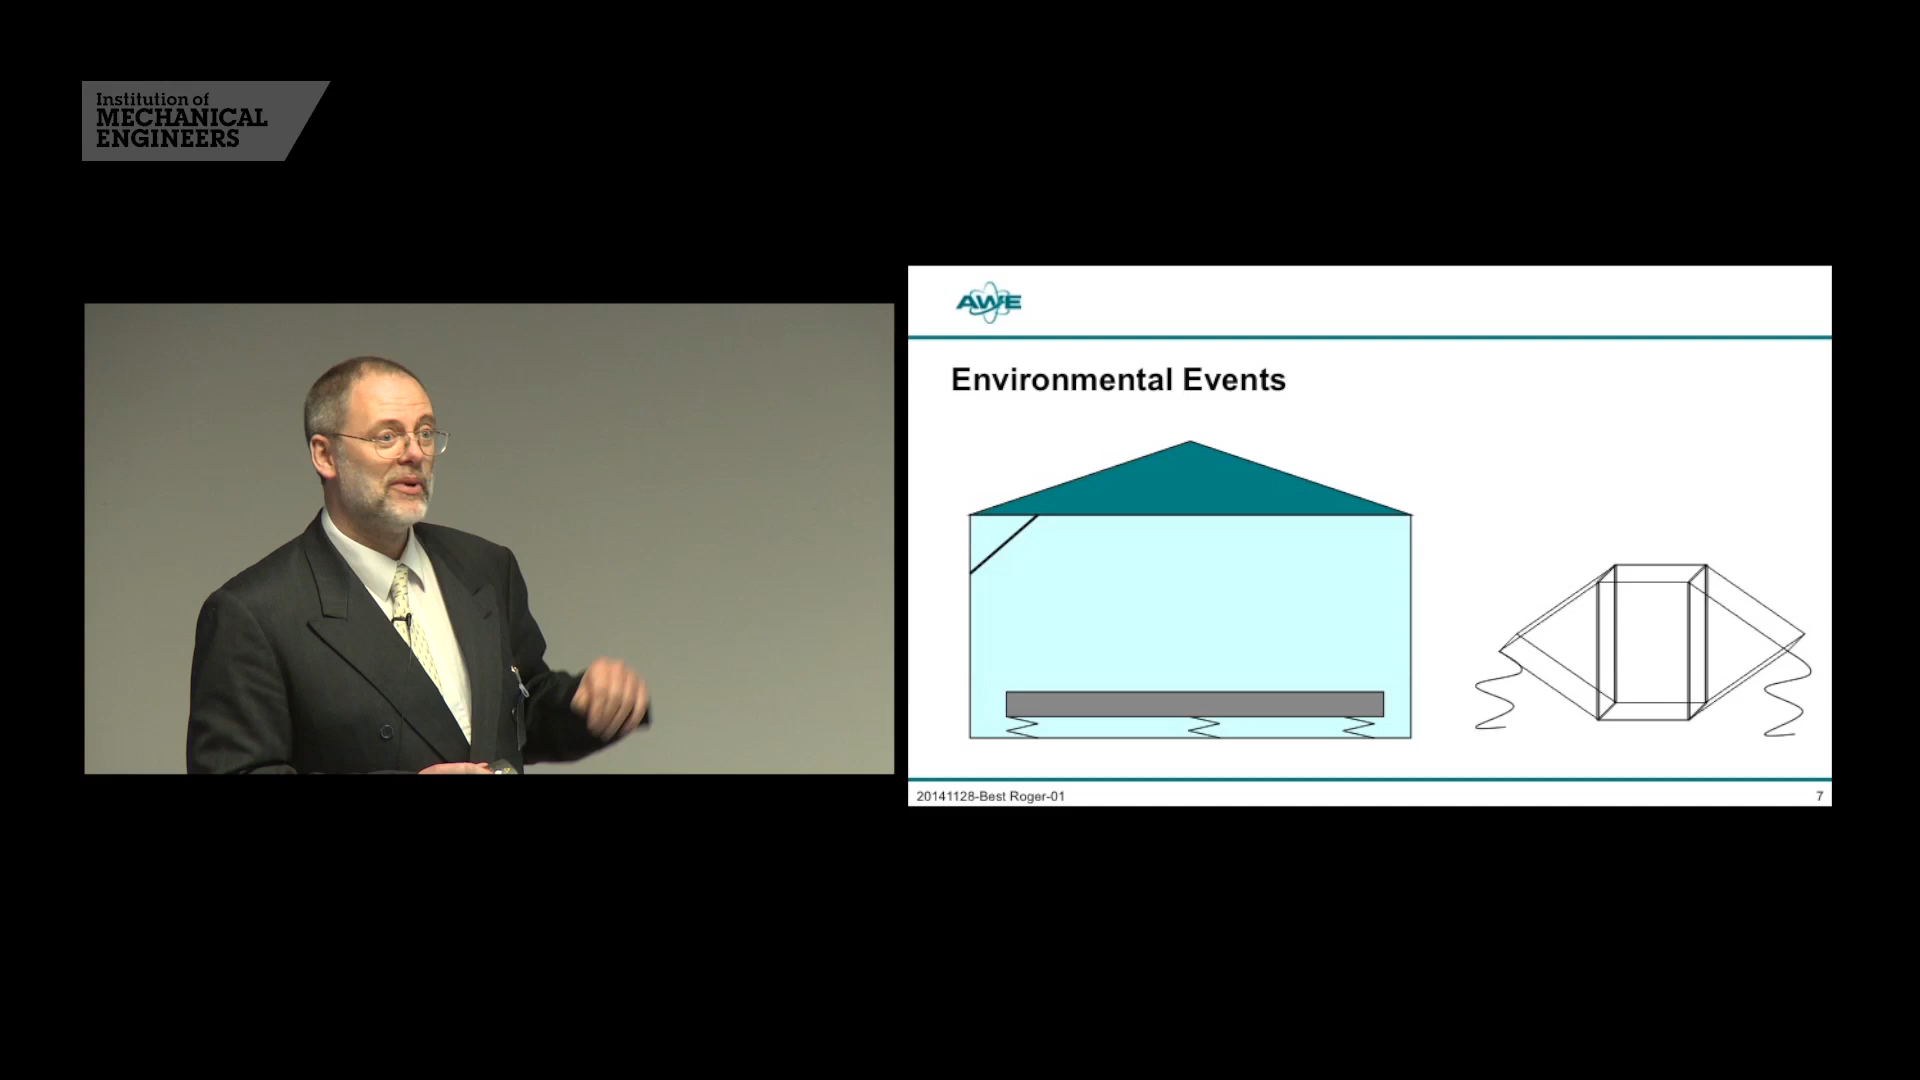 Institution of
MECHANICAL
ENGINEERS
AWE
Environmental Events
20141128-Best Roger-01
7